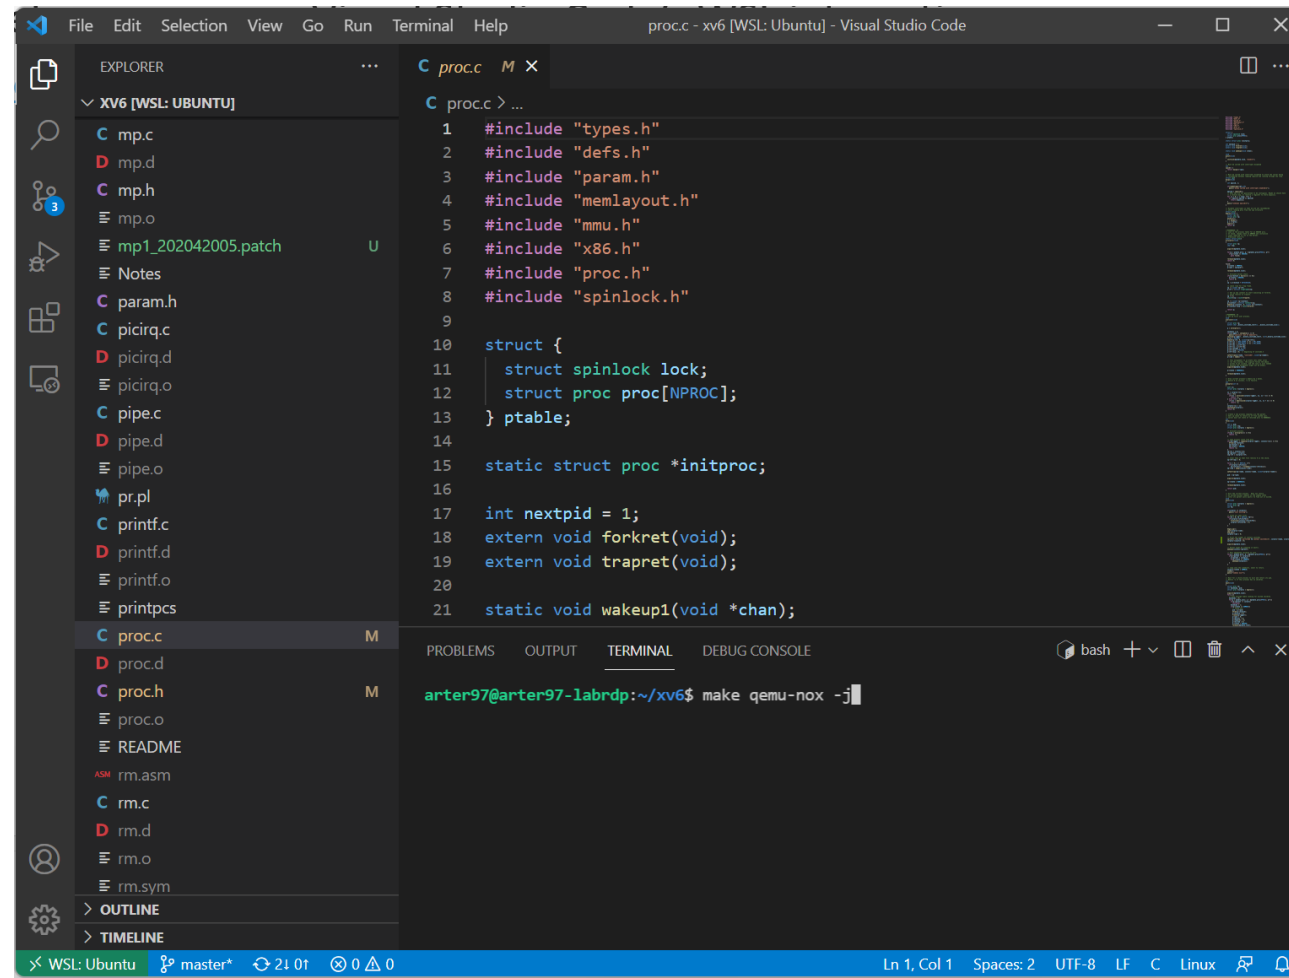 File Edit Selection View Go Run Terminal Help proc.c - xv6 [WSL: Ubuntu] - Visual Studio Code
EXPLORER
XV6 [WSL: UBUNTU]
C mp.c
D mp.d
C mp.h
mp.o
mp1_202042005.patch U
Notes
C param.h
C picirq.c
D picirq.d
picirq.o
C pipe.c
D pipe.d
pipe.o
pr.pl
C printf.c
D printf.d
printf.o
printpcs
C proc.c M
D proc.d
C proc.h M
proc.o
README
ASM rm.asm
C rm.c
D rm.d
rm.o
rm.sym
OUTLINE
TIMELINE
3
C proc.c M
C proc.c > ...
1 #include "types.h"
2 #include "defs.h"
3 #include "param.h"
4 #include "memlayout.h"
5 #include "mmu.h"
6 #include "x86.h"
7 #include "proc.h"
8 #include "spinlock.h"
9
10 struct {
11 struct spinlock lock;
12 struct proc proc[NPROC];
13 } ptable;
14
15 static struct proc *initproc;
16
17 int nextpid = 1;
18 extern void forkret(void);
19 extern void trapret(void);
20
21 static void wakeup1(void *chan);
PROBLEMS OUTPUT TERMINAL DEBUG CONSOLE bash
arter97@arter97-labrdp:~/xv6$ make qemu-nox -j
WSL: Ubuntu master* 2↓ 0↑ 0 0 Ln 1, Col 1 Spaces: 2 UTF-8 LF C Linux